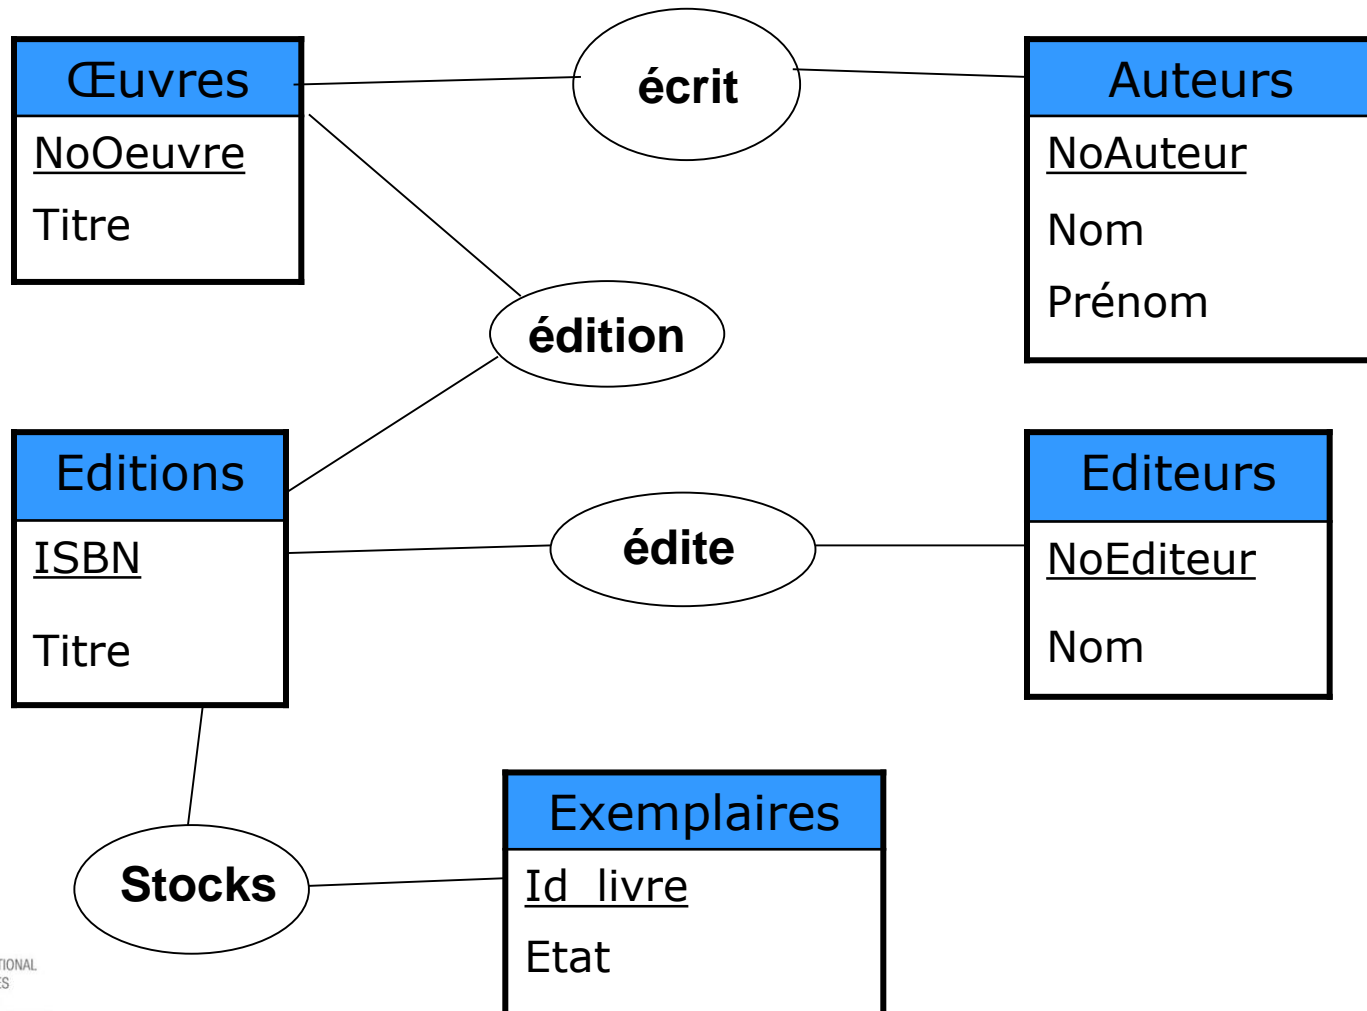 Œuvres
NoOeuvre
Titre
écrit
Auteurs
NoAuteur
Nom
Prénom
édition
Editions
ISBN
Titre
édite
Editeurs
NoEditeur
Nom
Stocks
Exemplaires
Id_livre
Etat